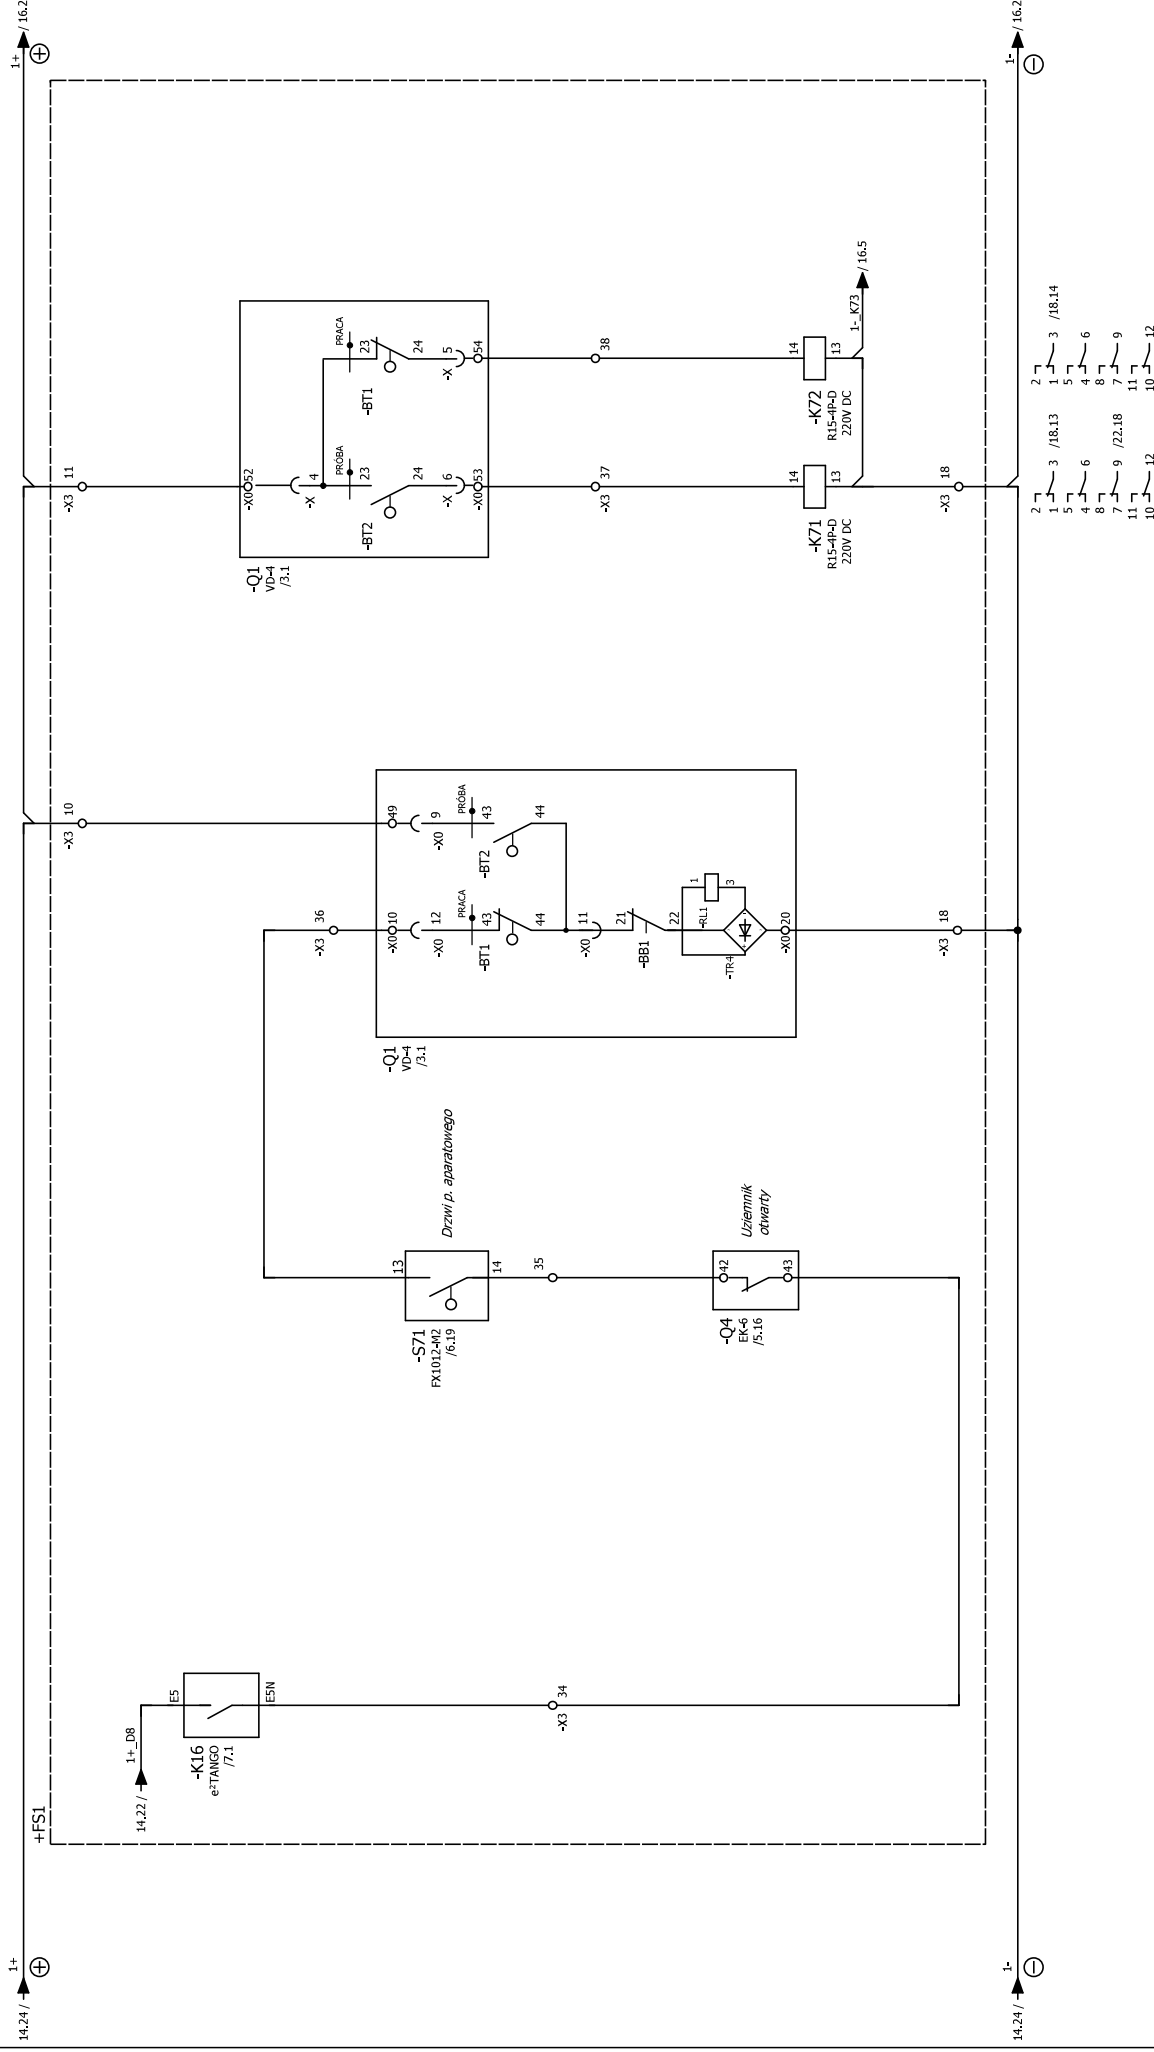 14.24 /
1+
+FS1
1+
/ 16.2
14.22 /
1+_D8
-K16
e²TANGO
/7.1
E5
E5N
-X3
34
-S71
FX1012-M2
/6.19
13
14
Drzwi p. aparatowego
35
-Q4
EK-6
/5.16
42
43
Uziemnik
otwarty
-X3
36
-Q1
VD-4
/3.1
-X0
10
-X0
12
PRACA
-BT1
43
44
-X0
11
-BB1
21
22
-RL1
1
3
-TR4
-X0
20
-X3
18
-X3
10
49
-X0
9
PRÓBA
-BT2
43
44
-X3
11
-Q1
VD-4
/3.1
-X0
52
-X
4
PRÓBA
-BT2
23
24
-X
6
-X0
53
PRACA
-BT1
23
24
-X
5
54
-X3
37
38
-K71
R15-4P-D
220V DC
14
13
-K72
R15-4P-D
220V DC
14
13
1-_K73
/ 16.5
-X3
18
14.24 /
1-
1-
/ 16.2
2
1
3
/18.13
5
4
6
8
7
9
/22.18
11
10
12
2
1
3
/18.14
5
4
6
8
7
9
11
10
12